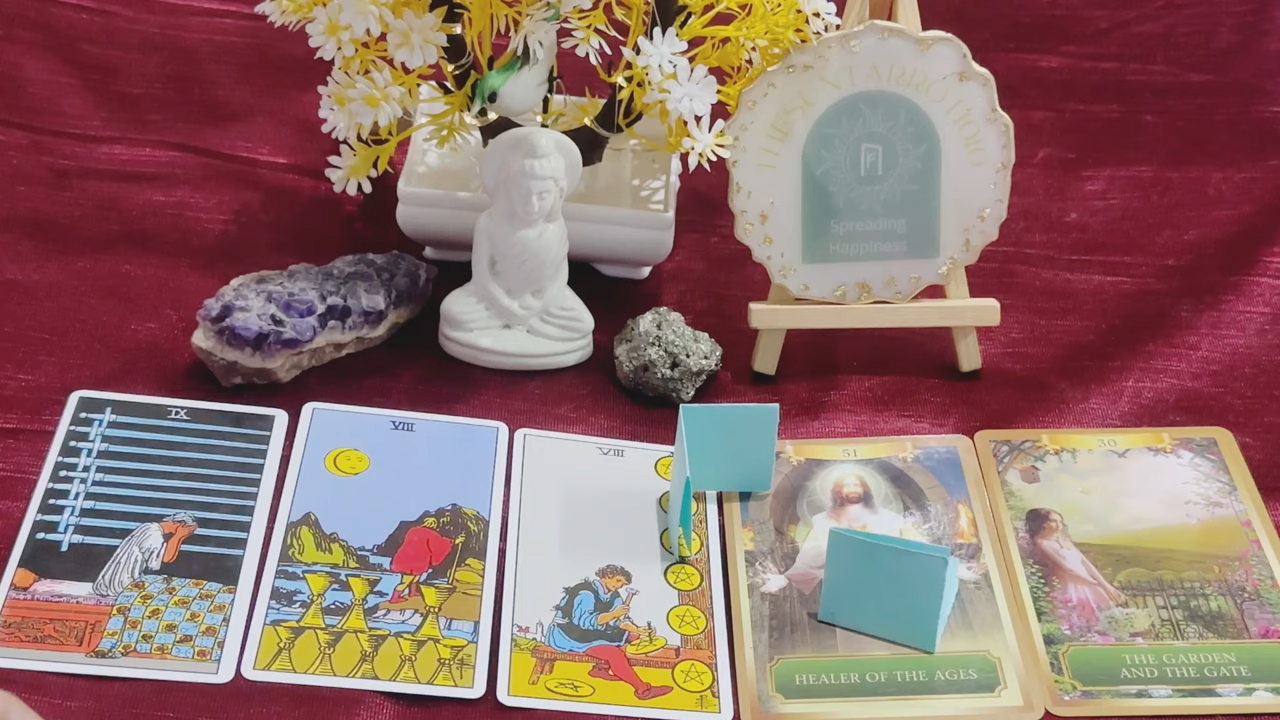 Spreading
Happiness
IX
VIII
VIII
51
30
HEALER OF THE AGES
THE GARDEN
AND THE GATE